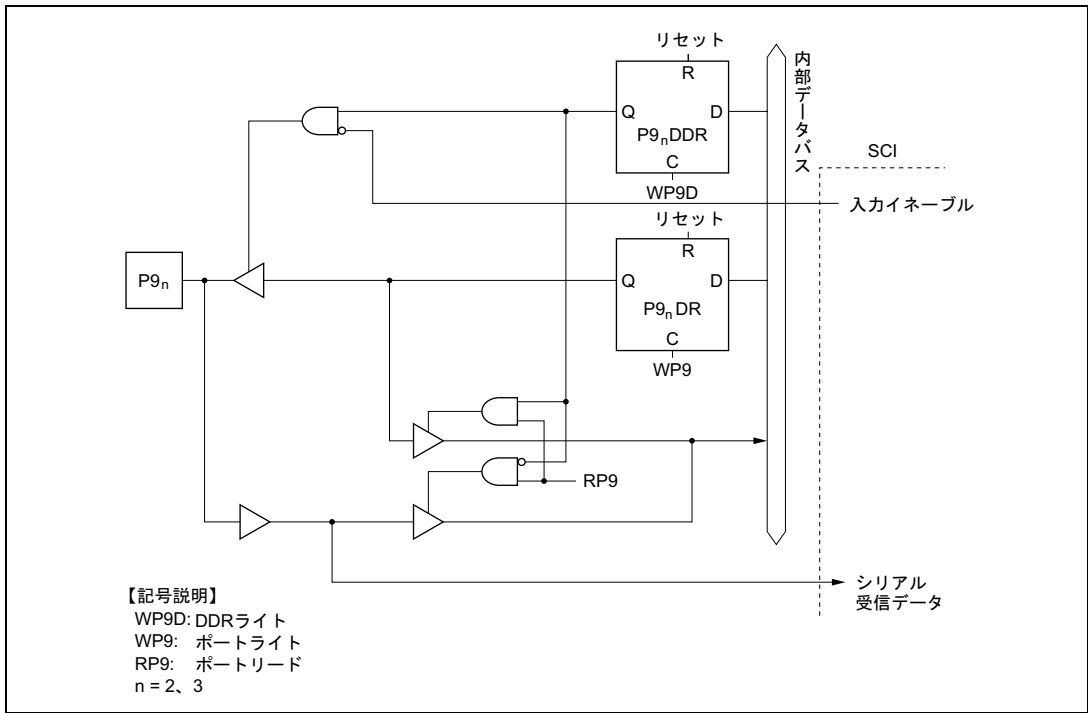 リセット
R
Q
D
P9nDDR
C
WP9D
内部データバス
SCI
入力イネーブル
リセット
R
P9n
Q
D
P9nDR
C
WP9
RP9
シリアル
受信データ
【記号説明】
WP9D: DDRライト
WP9: ポートライト
RP9: ポートリード
n = 2、3